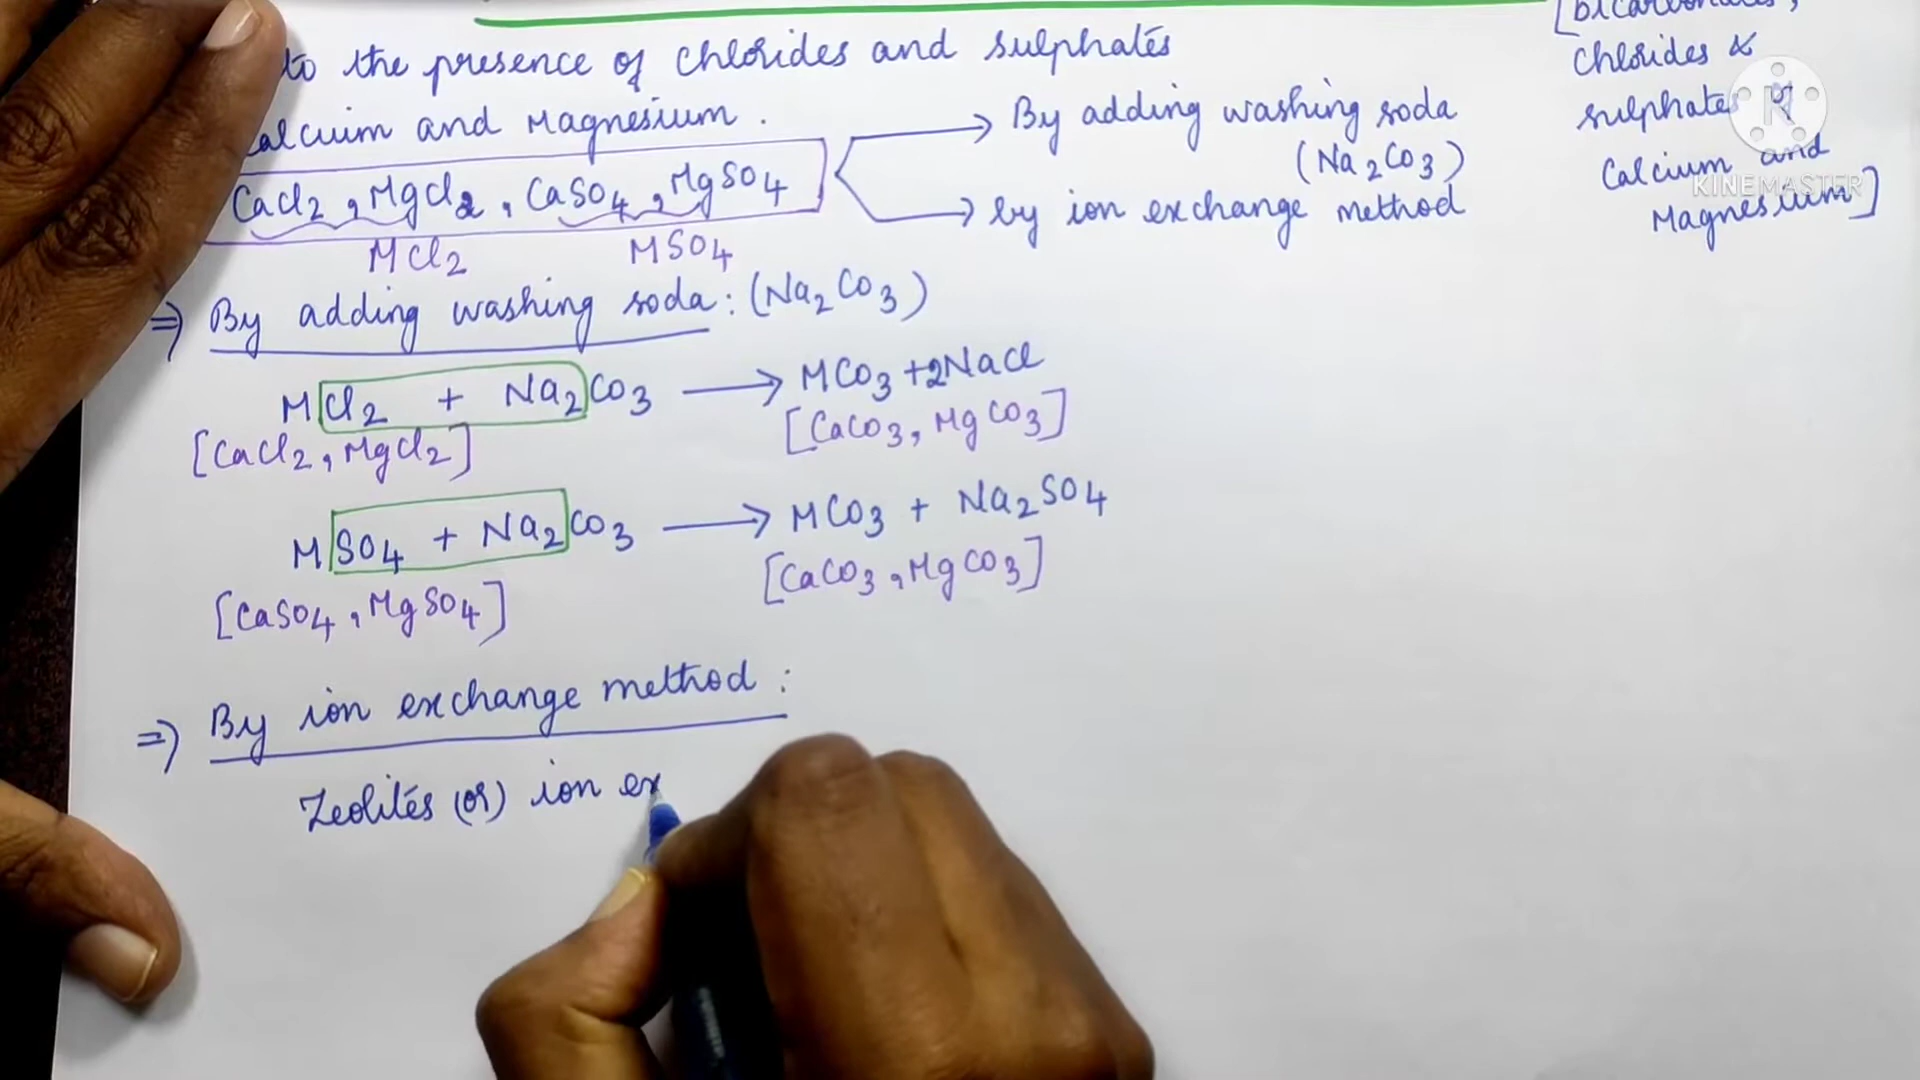 to the presence of chlorides and sulphates
calcium and Magnesium .
CaCl2 , MgCl2 , CaSO4 , MgSO4
MCl2 MSO4
By adding washing soda
(Na2CO3)
by ion exchange method
chlorides &
sulphates of
Calcium and
Magnesium]
K
KINEMASTER
⇒ By adding washing soda : (Na2CO3)
MCl2 + Na2CO3 ⟶ MCO3 + 2NaCl
[CaCl2 , MgCl2] [CaCO3 , MgCO3]
MSO4 + Na2CO3 ⟶ MCO3 + Na2SO4
[CaSO4 , MgSO4] [CaCO3 , MgCO3]
⇒ By ion exchange method :
Zeolites (or) ion ex